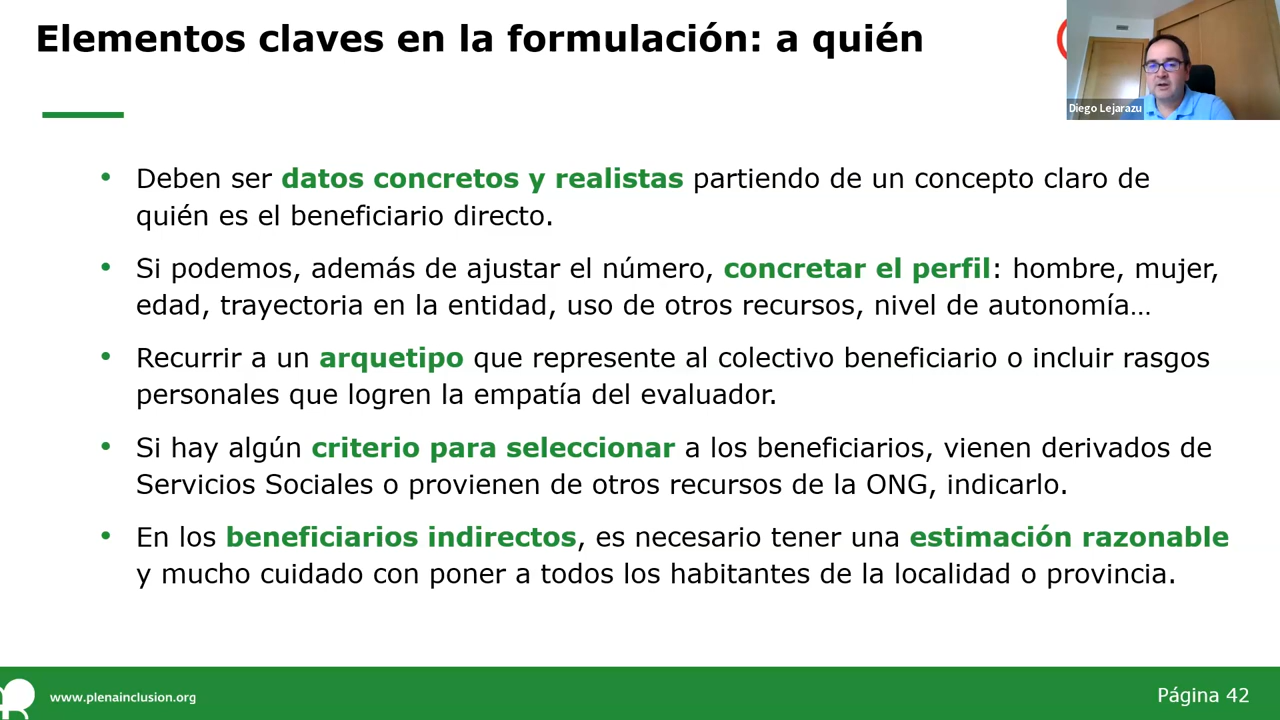 Elementos claves en la formulación: a quién
Diego Lejarazu
• Deben ser datos concretos y realistas partiendo de un concepto claro de
quién es el beneficiario directo.
• Si podemos, además de ajustar el número, concretar el perfil: hombre, mujer,
edad, trayectoria en la entidad, uso de otros recursos, nivel de autonomía…
• Recurrir a un arquetipo que represente al colectivo beneficiario o incluir rasgos
personales que logren la empatía del evaluador.
• Si hay algún criterio para seleccionar a los beneficiarios, vienen derivados de
Servicios Sociales o provienen de otros recursos de la ONG, indicarlo.
• En los beneficiarios indirectos, es necesario tener una estimación razonable
y mucho cuidado con poner a todos los habitantes de la localidad o provincia.
www.plenainclusion.org
Página 42